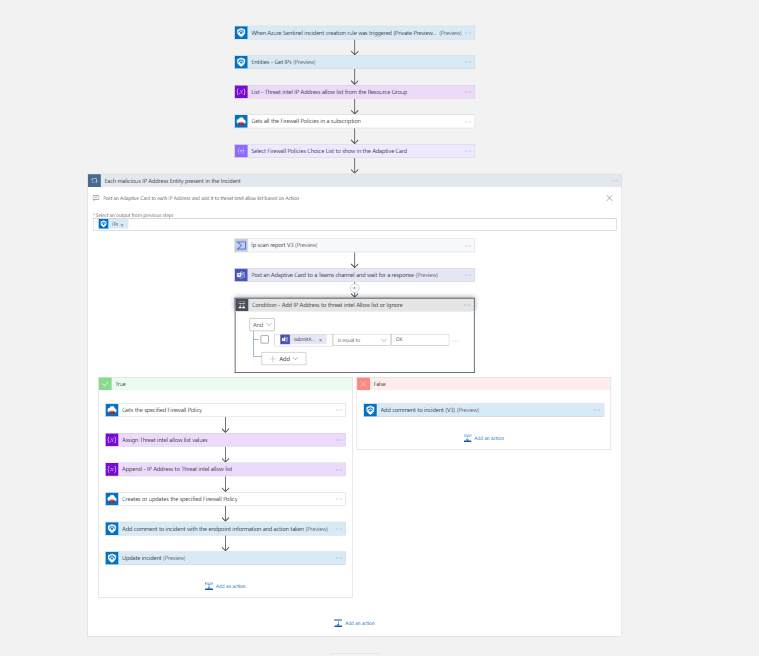 When Azure Sentinel incident creation rule was triggered (Private Preview... (Preview) ...
Entities - Get IPs (Preview) ...
List - Threat intel IP Address allow list from the Resource Group ...
Gets all the Firewall Policies in a subscription ...
Select Firewall Policies Choice List to show in the Adaptive Card ...
Each malicious IP Address Entity present in the Incident ...
Post an Adaptive Card to each IP Address and add it to threat intel allow list based on Action
*Select an output from previous steps
IPs x
Ip scan report V3 (Preview) ...
Post an Adaptive Card to a Teams channel and wait for a response (Preview) ...
Condition - Add IP Address to threat intel Allow list or Ignore ...
And
submitA... x is equal to OK ...
+ Add
True
False
Gets the specified Firewall Policy ...
Add comment to incident (V3) (Preview) ...
Assign Threat intel allow list values ...
Add an action
Append - IP Address to Threat intel allow list ...
Creates or updates the specified Firewall Policy ...
Add comment to incident with the endpoint information and action taken (Preview) ...
Update incident (Preview) ...
Add an action
Add an action